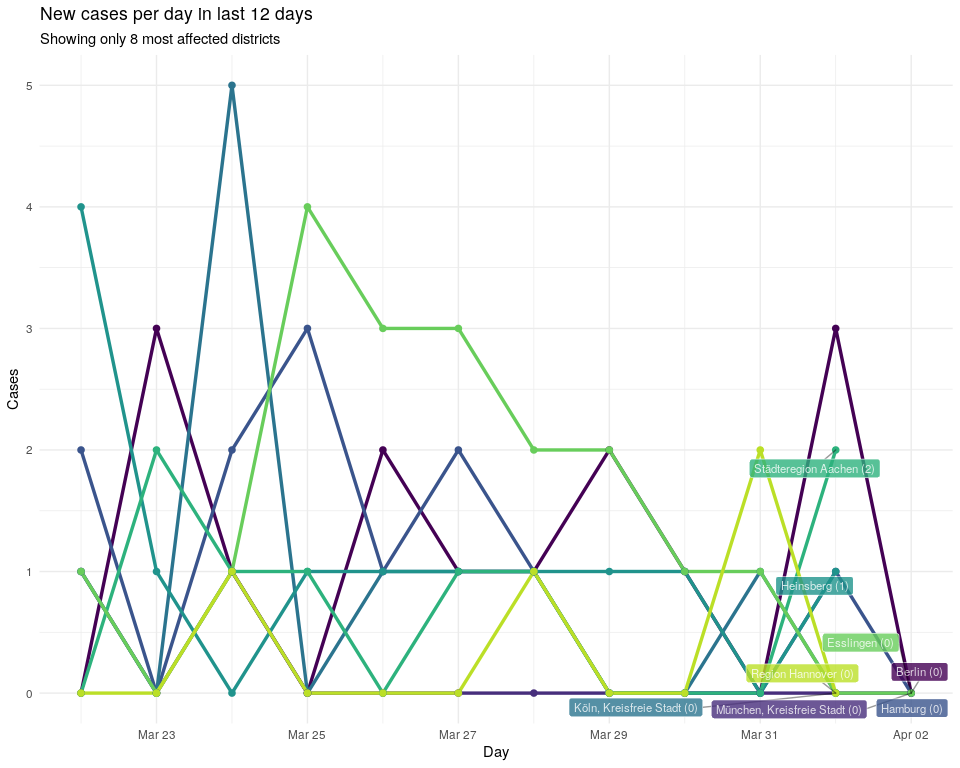 New cases per day in last 12 days
Showing only 8 most affected districts
Cases
5
4
3
2
1
0
Städteregion Aachen (2)
Heinsberg (1)
Esslingen (0)
Region Hannover (0)
Berlin (0)
Köln, Kreisfreie Stadt (0)
München, Kreisfreie Stadt (0)
Hamburg (0)
Mar 23
Mar 25
Mar 27
Mar 29
Mar 31
Apr 02
Day